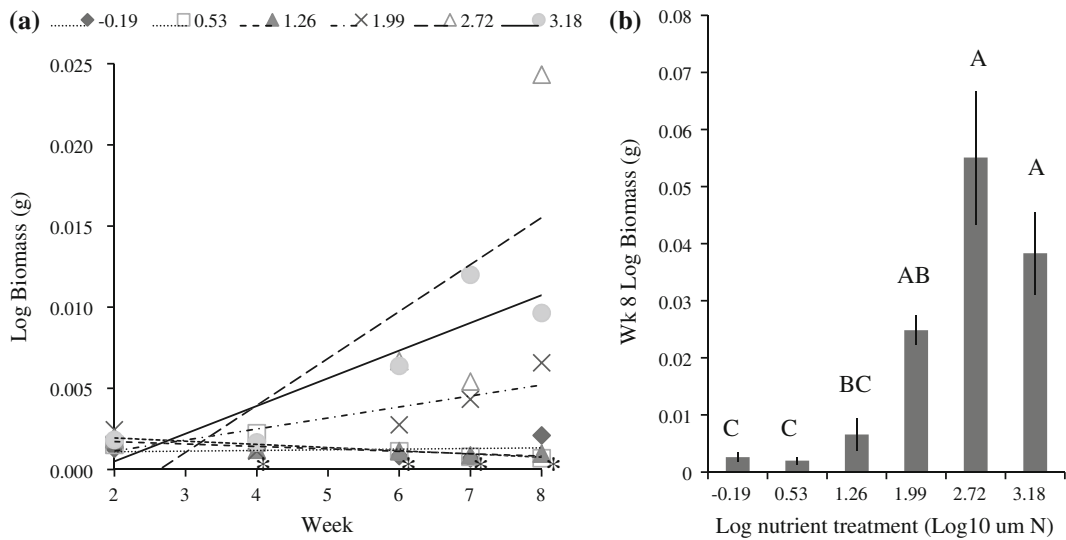 (a) -0.19 0.53 1.26 1.99 2.72 3.18
Log Biomass (g)
0.025
0.020
0.015
0.010
0.005
0.000
* * * *
2 3 4 5 6 7 8
Week
(b)
Wk 8 Log Biomass (g)
0.08
0.07
0.06
0.05
0.04
0.03
0.02
0.01
0
C C BC AB A A
-0.19 0.53 1.26 1.99 2.72 3.18
Log nutrient treatment (Log10 um N)